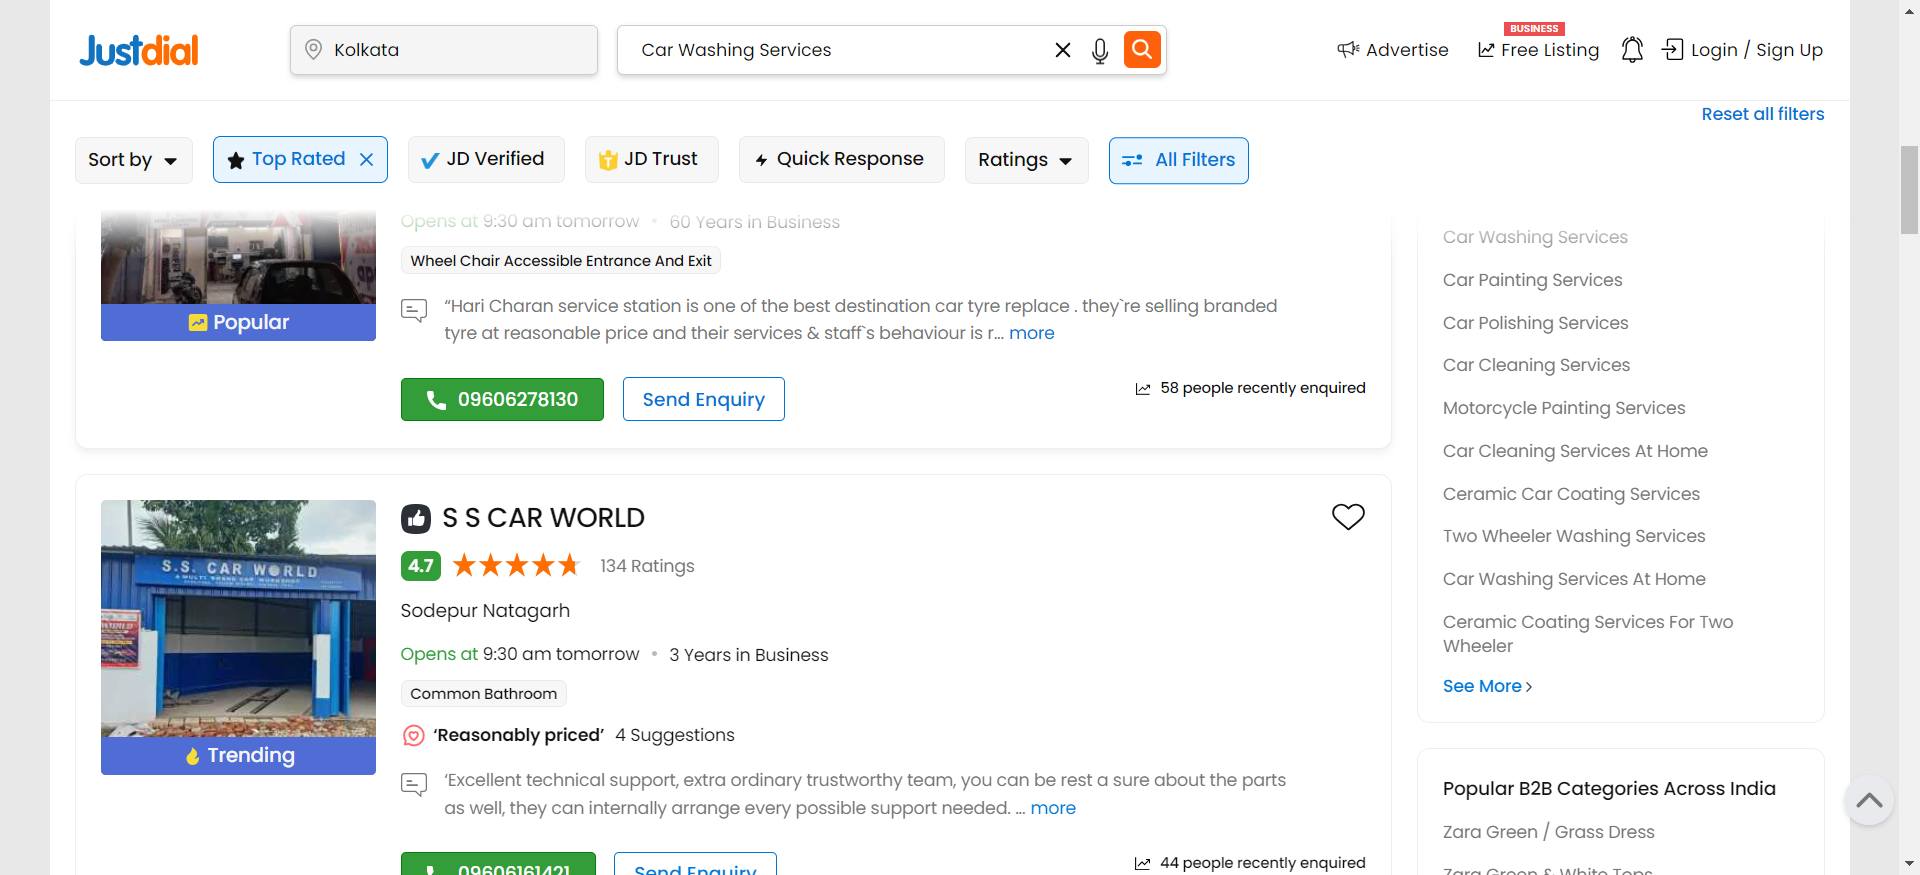 Justdial
Kolkata
Car Washing Services
Advertise
BUSINESS
Free Listing
Login / Sign Up
Reset all filters
Sort by
Top Rated
JD Verified
JD Trust
Quick Response
Ratings
All Filters
Opens at 9:30 am tomorrow • 60 Years in Business
Wheel Chair Accessible Entrance And Exit
“Hari Charan service station is one of the best destination car tyre replace . they`re selling branded
tyre at reasonable price and their services & staff`s behaviour is r... more
Popular
09606278130
Send Enquiry
58 people recently enquired
S S CAR WORLD
4.7
134 Ratings
Sodepur Natagarh
Opens at 9:30 am tomorrow • 3 Years in Business
Common Bathroom
‘Reasonably priced’ 4 Suggestions
‘Excellent technical support, extra ordinary trustworthy team, you can be rest a sure about the parts
as well, they can internally arrange every possible support needed. ... more
S.S. CAR WORLD
A MULTI BRAND CAR WORKSHOP
Trending
09606161421
Send Enquiry
44 people recently enquired
Car Washing Services
Car Painting Services
Car Polishing Services
Car Cleaning Services
Motorcycle Painting Services
Car Cleaning Services At Home
Ceramic Car Coating Services
Two Wheeler Washing Services
Car Washing Services At Home
Ceramic Coating Services For Two
Wheeler
See More
Popular B2B Categories Across India
Zara Green / Grass Dress
Zara Green & White Tops